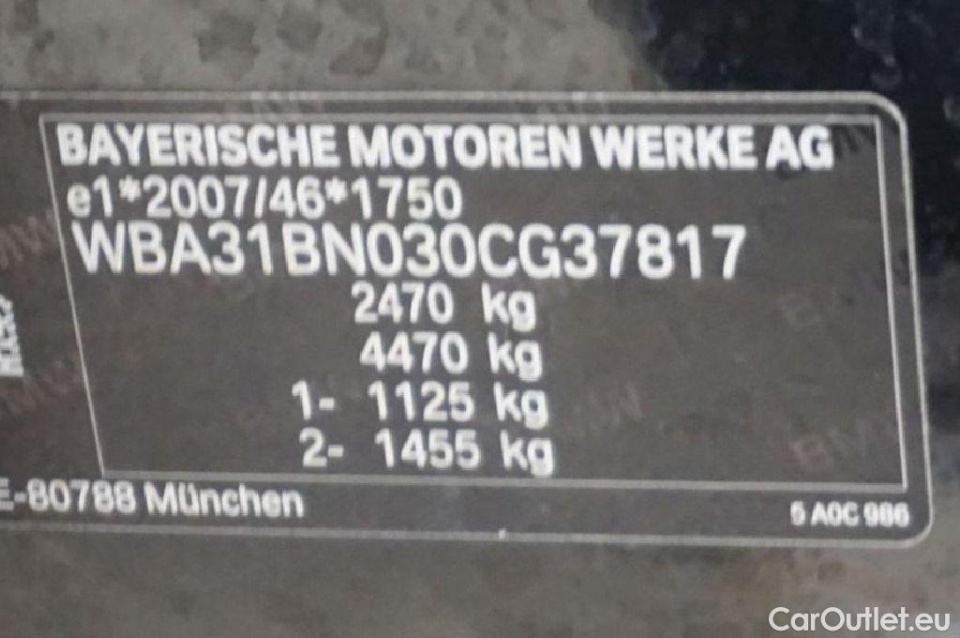 BAYERISCHE MOTOREN WERKE AG
e1*2007/46*1750
WBA31BN030CG37817
2470 kg
4470 kg
1- 1125 kg
2- 1455 kg
E-80788 München
5 A0C 986
CarOutlet.eu